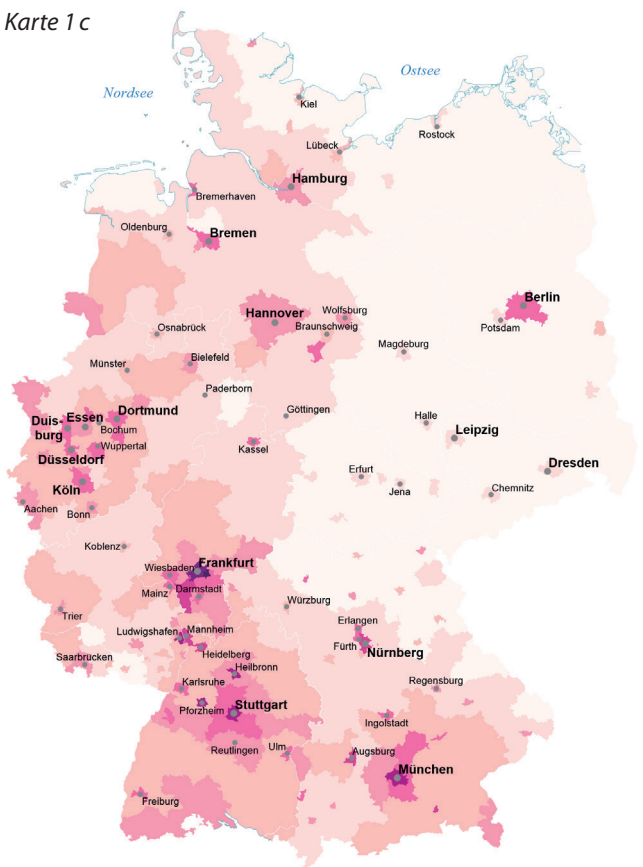 Karte 1 c
Nordsee
Ostsee
Kiel
Rostock
Lübeck
Hamburg
Bremerhaven
Oldenburg
Bremen
Berlin
Hannover
Wolfsburg
Potsdam
Osnabrück
Braunschweig
Magdeburg
Münster
Bielefeld
Paderborn
Göttingen
Halle
Duis-
burg
Essen
Dortmund
Bochum
Leipzig
Wuppertal
Kassel
Düsseldorf
Dresden
Köln
Erfurt
Jena
Chemnitz
Aachen
Bonn
Koblenz
Frankfurt
Wiesbaden
Mainz
Darmstadt
Würzburg
Trier
Erlangen
Ludwigshafen
Mannheim
Fürth
Nürnberg
Saarbrücken
Heidelberg
Heilbronn
Karlsruhe
Regensburg
Pforzheim
Stuttgart
Ingolstadt
Reutlingen
Ulm
Augsburg
München
Freiburg